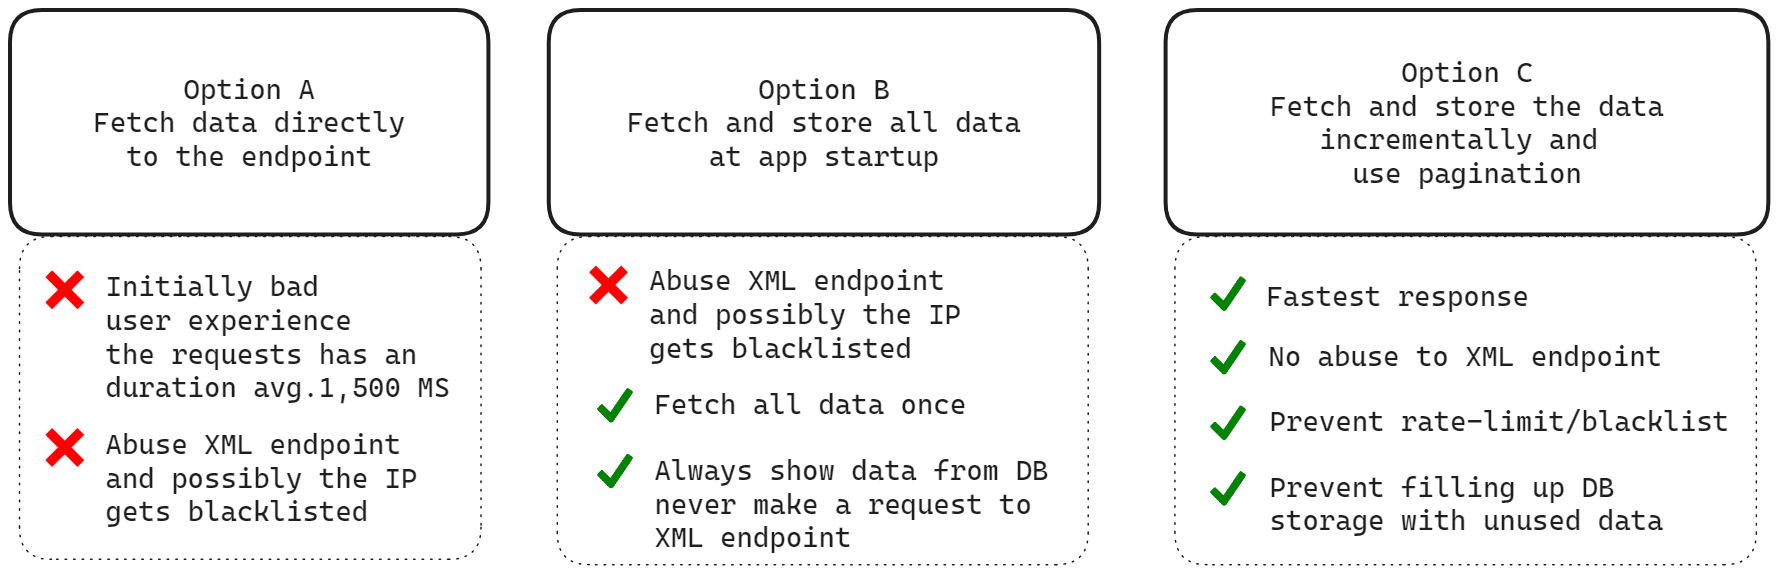 Option A
Fetch data directly
to the endpoint
Initially bad
user experience
the requests has an
duration avg.1,500 MS
Abuse XML endpoint
and possibly the IP
gets blacklisted
Option B
Fetch and store all data
at app startup
Abuse XML endpoint
and possibly the IP
gets blacklisted
Fetch all data once
Always show data from DB
never make a request to
XML endpoint
Option C
Fetch and store the data
incrementally and
use pagination
Fastest response
No abuse to XML endpoint
Prevent rate-limit/blacklist
Prevent filling up DB
storage with unused data